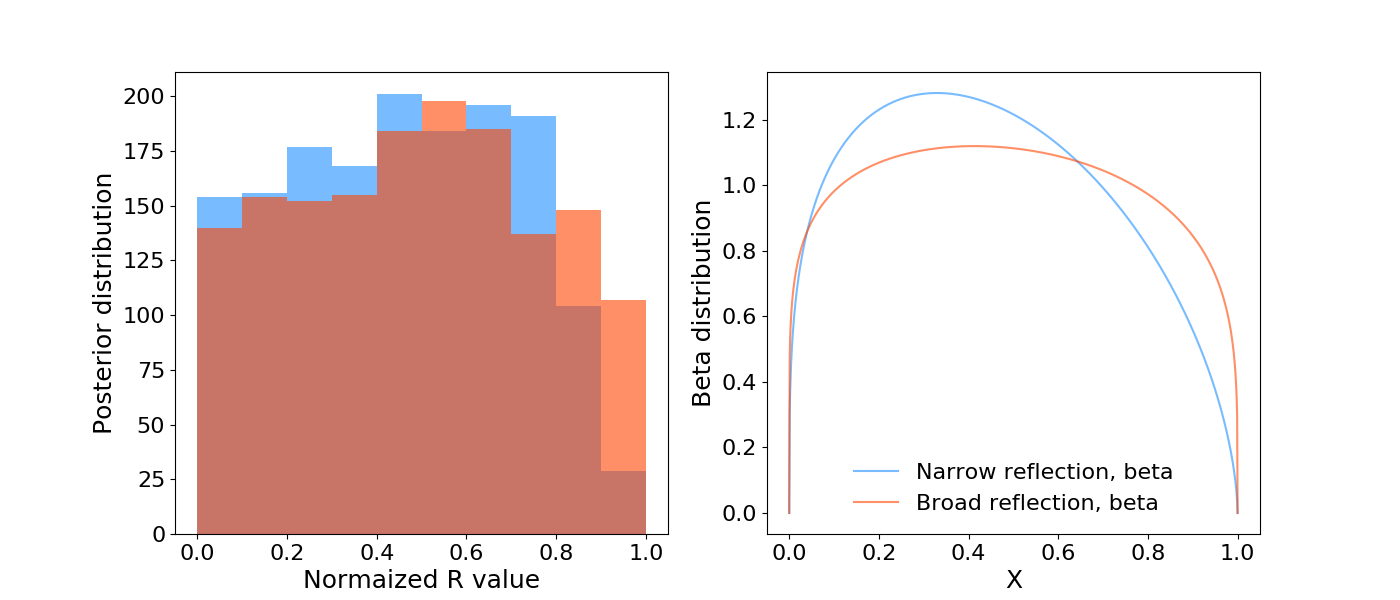 Posterior distribution
200
175
150
125
100
75
50
25
0
0.0 0.2 0.4 0.6 0.8 1.0
Normaized R value
Beta distribution
1.2
1.0
0.8
0.6
0.4
0.2
0.0
Narrow reflection, beta
Broad reflection, beta
0.0 0.2 0.4 0.6 0.8 1.0
X